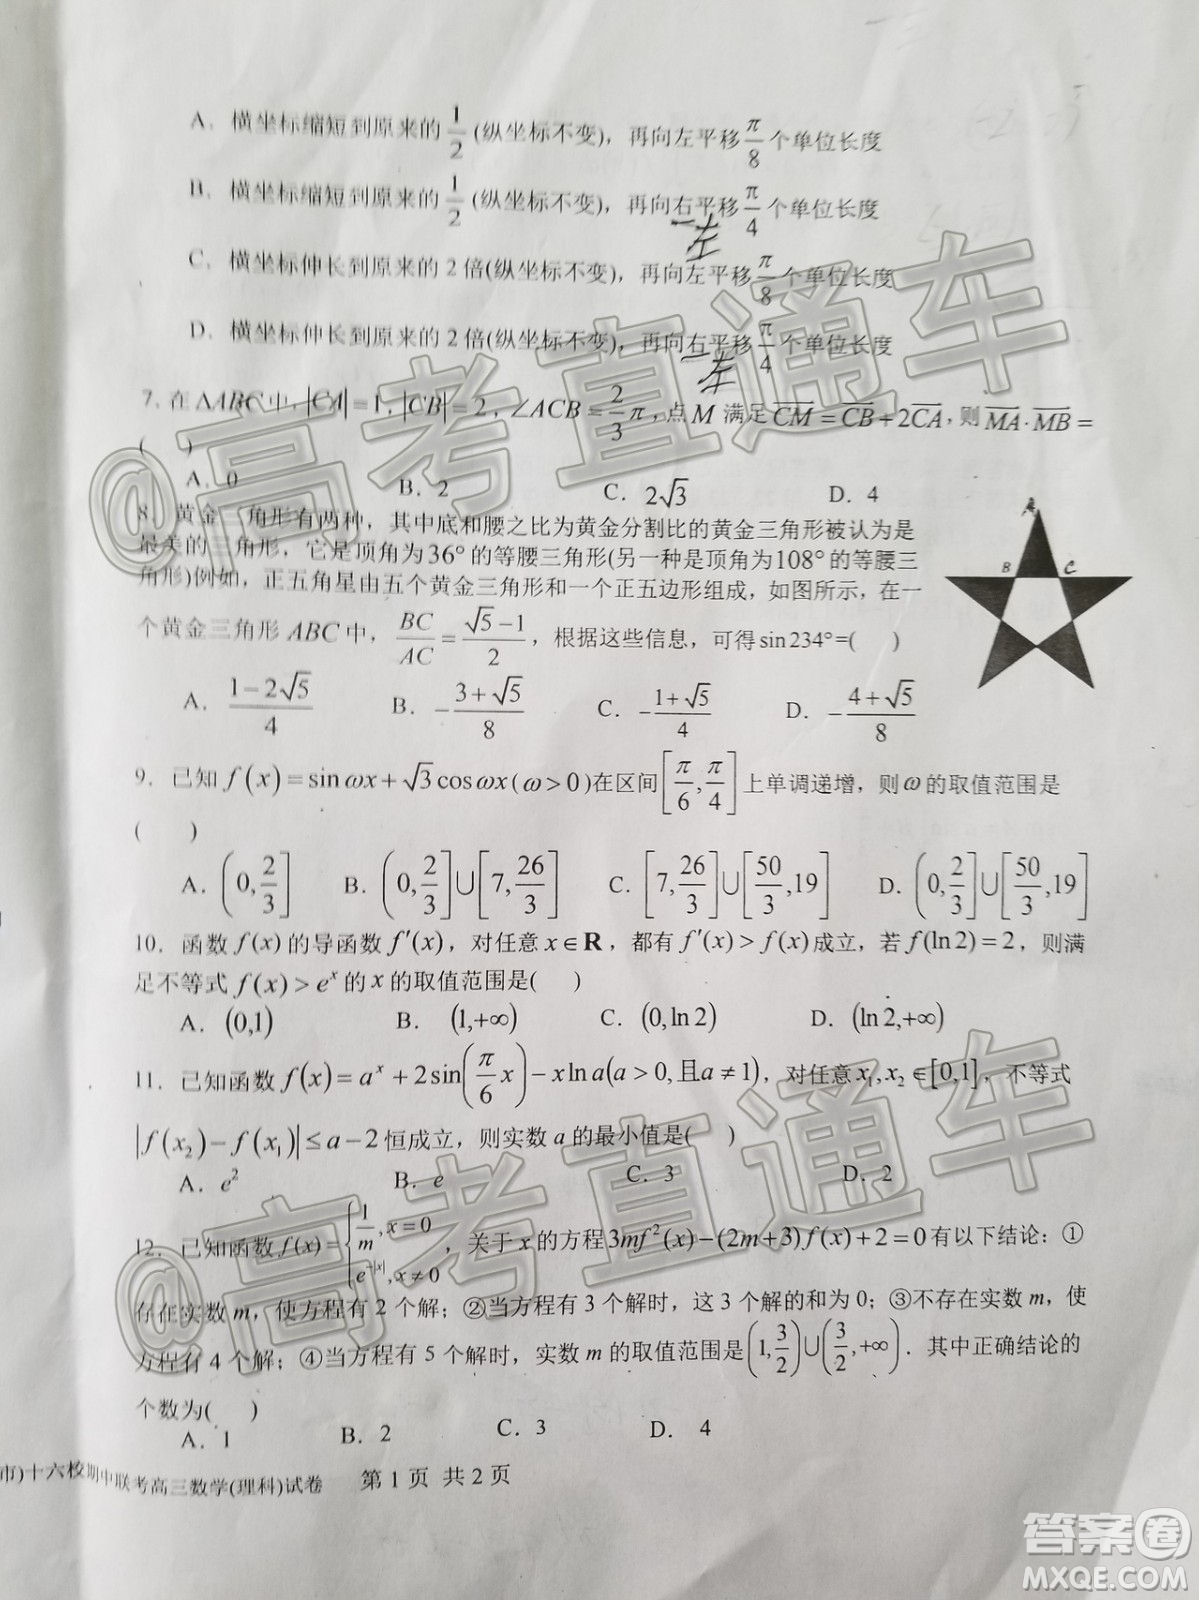 A．横坐标缩短到原来的 1/2 (纵坐标不变)，再向左平移 π/8 个单位长度
B．横坐标缩短到原来的 1/2 (纵坐标不变)，再向右平移 π/4 个单位长度
左
C．横坐标伸长到原来的 2 倍(纵坐标不变)，再向左平移 π/8 个单位长度
D．横坐标伸长到原来的 2 倍(纵坐标不变)，再向右平移 π/4 个单位长度
左
7. 在 ΔABC 中, |CA| = 1, |CB| = 2, ∠ACB = 2/3 π, 点 M 满足 CM = CB + 2CA, 则 MA · MB =
( )
A．0 B．2 C．2√3 D．4
8. 黄金三角形有两种，其中底和腰之比为黄金分割比的黄金三角形被认为是
最美的三角形，它是顶角为36°的等腰三角形(另一种是顶角为108°的等腰三
角形)例如，正五角星由五个黄金三角形和一个正五边形组成，如图所示，在一
个黄金三角形 ABC 中， BC/AC = (√5 − 1)/2 ，根据这些信息，可得 sin 234° =( )
A． (1 − 2√5)/4 B． −(3 + √5)/8 C． −(1 + √5)/4 D． −(4 + √5)/8
A
B C
9．已知 f(x) = sin ωx + √3 cos ωx (ω > 0)在区间 [π/6, π/4] 上单调递增，则 ω 的取值范围是
( )
A． (0, 2/3] B． (0, 2/3] ∪ [7, 26/3] C． [7, 26/3] ∪ [50/3, 19] D． (0, 2/3] ∪ [50/3, 19]
10．函数 f(x) 的导函数 f′(x)，对任意 x∈R，都有 f′(x) > f(x) 成立，若 f(ln 2) = 2，则满
足不等式 f(x) > eˣ 的 x 的取值范围是( )
A． (0,1) B． (1,+∞) C． (0, ln 2) D． (ln 2, +∞)
11．已知函数 f(x) = aˣ + 2sin(π/6 x) − x ln a (a > 0, 且a ≠ 1)，对任意 x₁, x₂ ∈ [0,1]，不等式
|f(x₂) − f(x₁)| ≤ a − 2 恒成立，则实数 a 的最小值是( )
A．e² B．e C．3 D．2
12．已知函数 f(x) = { 1/m, x = 0
e^(−|x|), x ≠ 0 ，关于 x 的方程 3mf²(x) − (2m + 3)f(x) + 2 = 0 有以下结论：①
存在实数 m，使方程有 2 个解；②当方程有 3 个解时，这 3 个解的和为 0；③不存在实数 m，使
方程有 4 个解；④当方程有 5 个解时，实数 m 的取值范围是 (1, 3/2) ∪ (3/2, +∞)．其中正确结论的
个数为( )
A．1 B．2 C．3 D．4
市)十六校期中联考高三数学(理科)试卷 第 1 页 共 2 页
@高考直通车
@高考直通车
答案圈
MXQE.COM